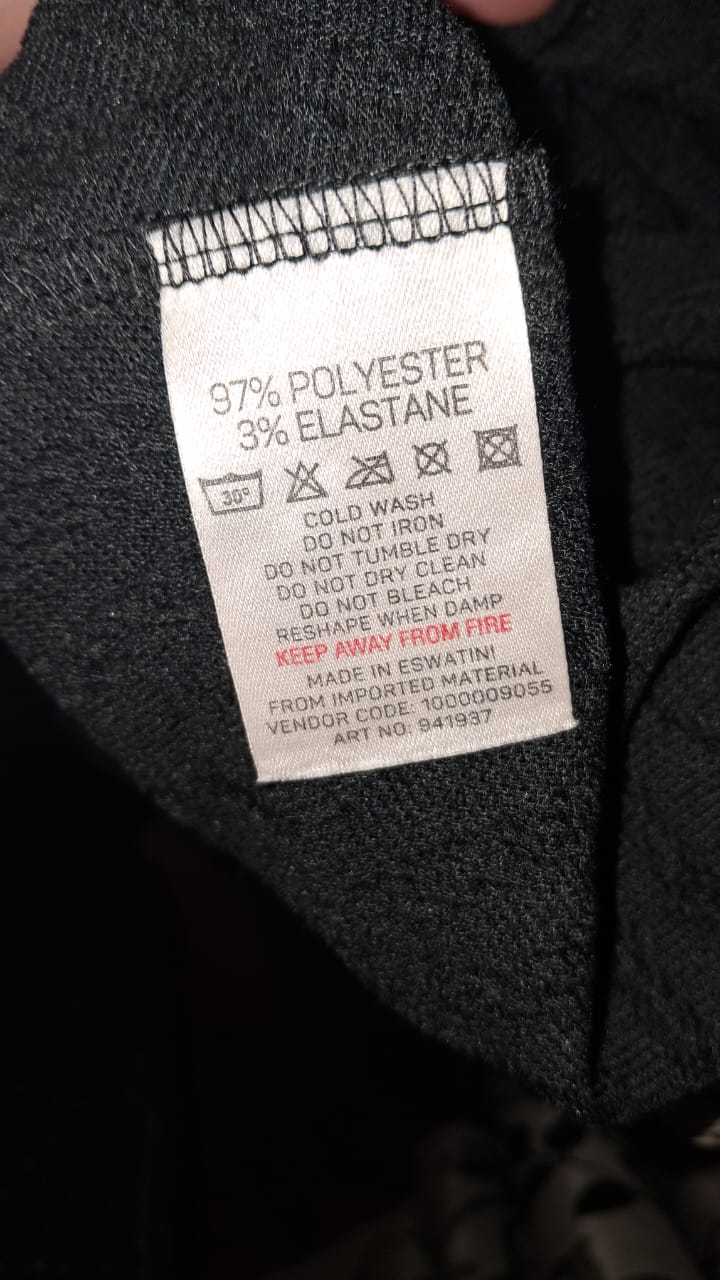 97% POLYESTER
3% ELASTANE
30°
COLD WASH
DO NOT IRON
DO NOT TUMBLE DRY
DO NOT DRY CLEAN
DO NOT BLEACH
RESHAPE WHEN DAMP
KEEP AWAY FROM FIRE
MADE IN ESWATINI
FROM IMPORTED MATERIAL
VENDOR CODE: 1000009055
ART NO: 941937